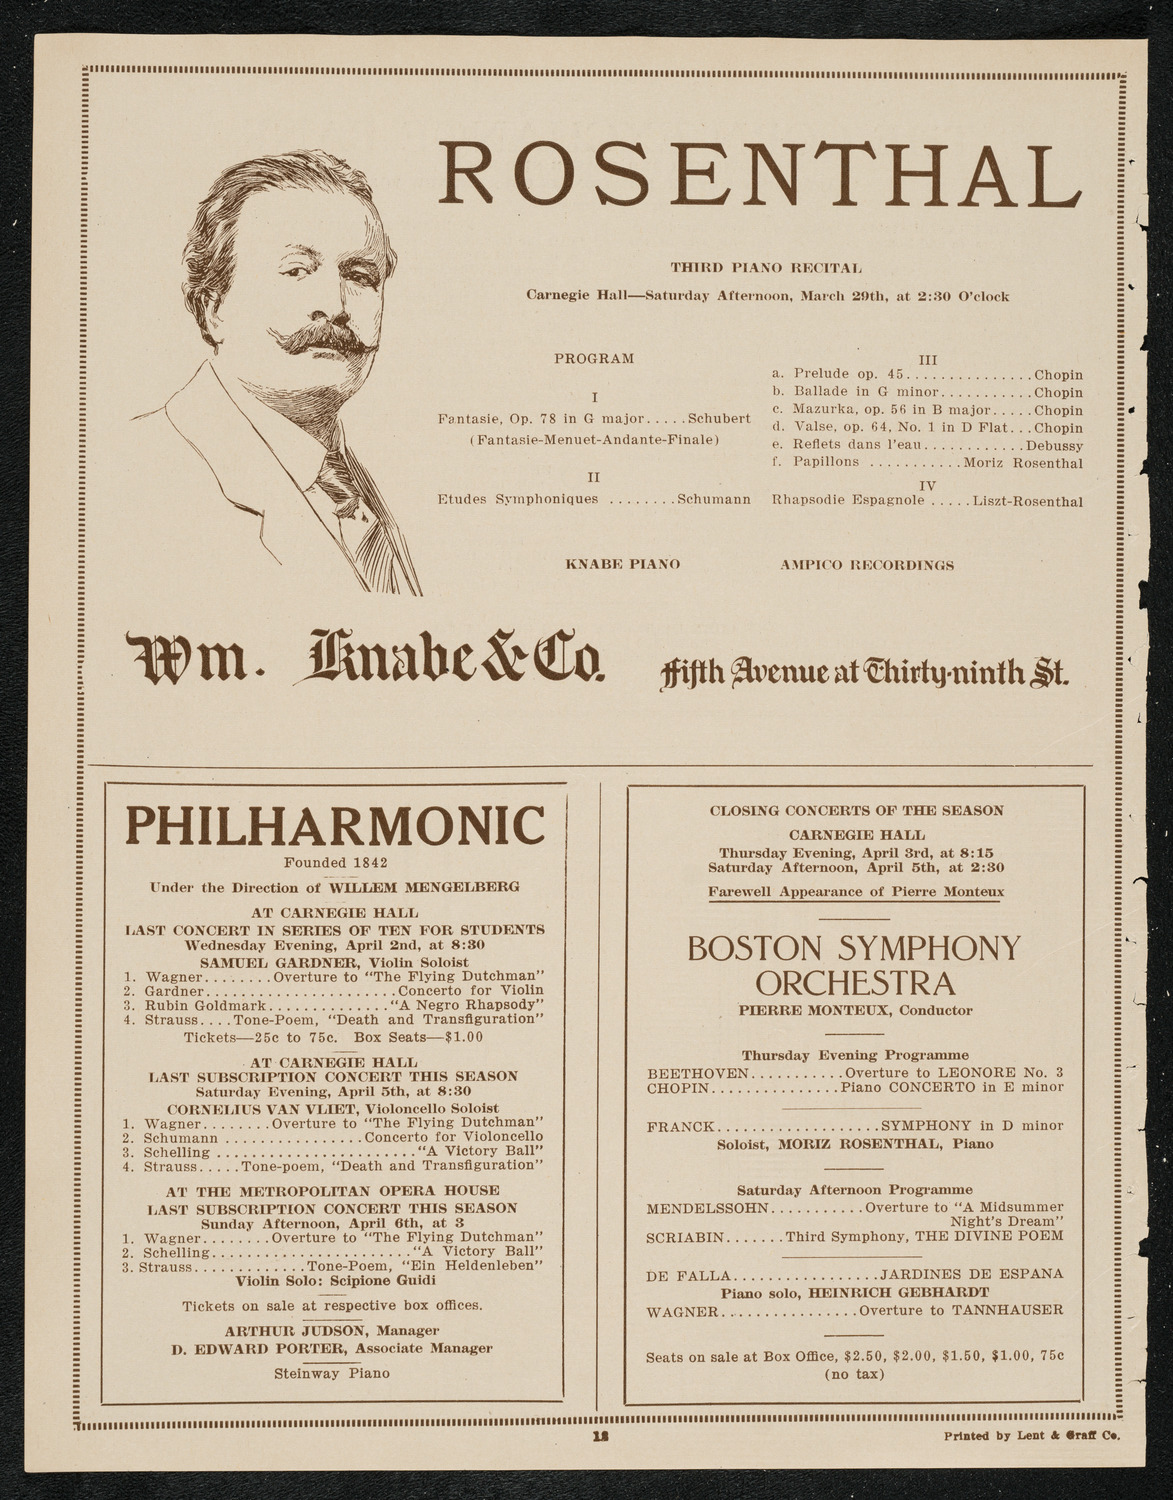 ROSENTHAL
THIRD PIANO RECITAL
Carnegie Hall—Saturday Afternoon, March 29th, at 2:30 O'clock
PROGRAM
I
Fantasie, Op. 78 in G major.....Schubert
(Fantasie-Menuet-Andante-Finale)
II
Etudes Symphoniques ........Schumann
III
a. Prelude op. 45...............Chopin
b. Ballade in G minor...........Chopin
c. Mazurka, op. 56 in B major.....Chopin
d. Valse, op. 64, No. 1 in D Flat...Chopin
e. Reflets dans l'eau............Debussy
f. Papillons ...........Moriz Rosenthal
IV
Rhapsodie Espagnole .....Liszt-Rosenthal
KNABE PIANO AMPICO RECORDINGS
Wm. Knabe & Co. Fifth Avenue at Thirty-ninth St.
PHILHARMONIC
Founded 1842
Under the Direction of WILLEM MENGELBERG
AT CARNEGIE HALL
LAST CONCERT IN SERIES OF TEN FOR STUDENTS
Wednesday Evening, April 2nd, at 8:30
SAMUEL GARDNER, Violin Soloist
1. Wagner........Overture to "The Flying Dutchman"
2. Gardner.......................Concerto for Violin
3. Rubin Goldmark..............."A Negro Rhapsody"
4. Strauss....Tone-Poem, "Death and Transfiguration"
Tickets—25c to 75c. Box Seats—$1.00
AT CARNEGIE HALL
LAST SUBSCRIPTION CONCERT THIS SEASON
Saturday Evening, April 5th, at 8:30
CORNELIUS VAN VLIET, Violoncello Soloist
1. Wagner........Overture to "The Flying Dutchman"
2. Schumann ................Concerto for Violoncello
3. Schelling ........................"A Victory Ball"
4. Strauss.....Tone-poem, "Death and Transfiguration"
AT THE METROPOLITAN OPERA HOUSE
LAST SUBSCRIPTION CONCERT THIS SEASON
Sunday Afternoon, April 6th, at 3
1. Wagner........Overture to "The Flying Dutchman"
2. Schelling........................"A Victory Ball"
3. Strauss.............Tone-Poem, "Ein Heldenleben"
Violin Solo: Scipione Guidi
Tickets on sale at respective box offices.
ARTHUR JUDSON, Manager
D. EDWARD PORTER, Associate Manager
Steinway Piano
CLOSING CONCERTS OF THE SEASON
CARNEGIE HALL
Thursday Evening, April 3rd, at 8:15
Saturday Afternoon, April 5th, at 2:30
Farewell Appearance of Pierre Monteux
BOSTON SYMPHONY
ORCHESTRA
PIERRE MONTEUX, Conductor
Thursday Evening Programme
BEETHOVEN...........Overture to LEONORE No. 3
CHOPIN...............Piano CONCERTO in E minor
FRANCK...................SYMPHONY in D minor
Soloist, MORIZ ROSENTHAL, Piano
Saturday Afternoon Programme
MENDELSSOHN...........Overture to "A Midsummer
Night's Dream"
SCRIABIN.......Third Symphony, THE DIVINE POEM
DE FALLA.................JARDINES DE ESPANA
Piano solo, HEINRICH GEBHARDT
WAGNER................Overture to TANNHAUSER
Seats on sale at Box Office, $2.50, $2.00, $1.50, $1.00, 75c
(no tax)
12
Printed by Lent & Graff Co.